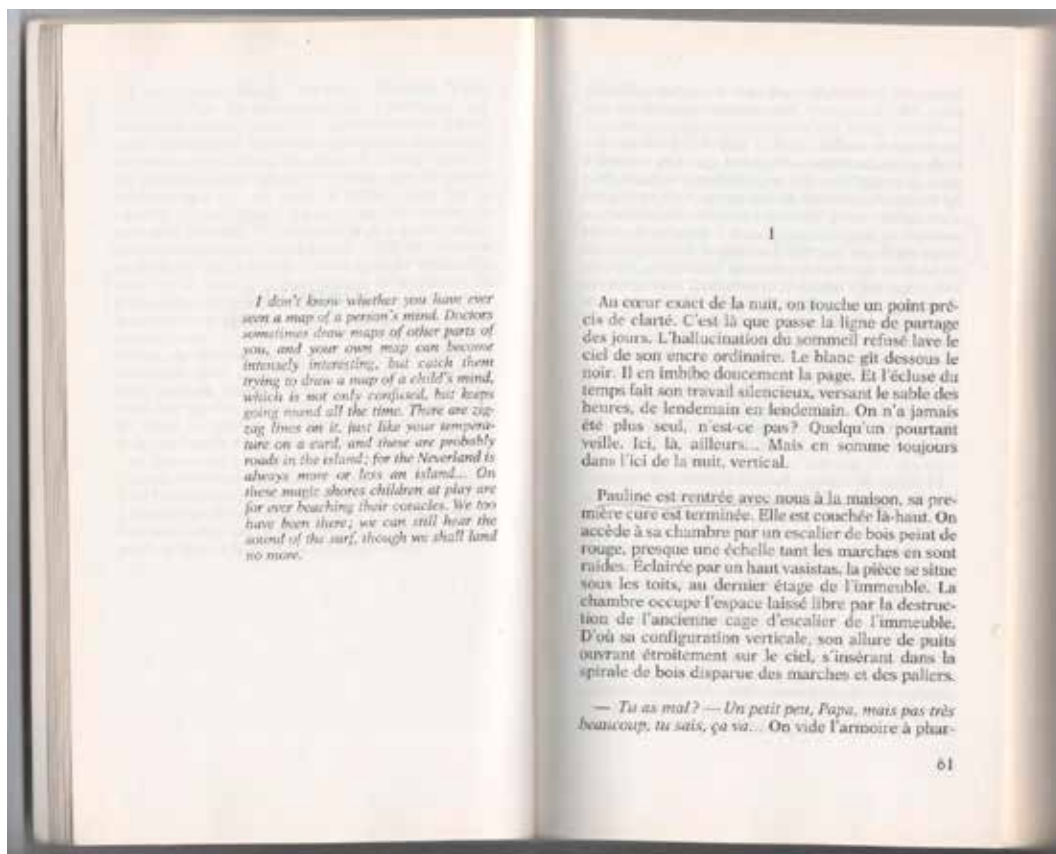 I don't know whether you have ever
seen a map of a person's mind. Doctors
sometimes draw maps of other parts of
you, and your own map can become
intensely interesting, but catch them
trying to draw a map of a child's mind,
which is not only confused, but keeps
going round all the time. There are zig-
zag lines on it, just like your tempera-
ture on a card, and these are probably
roads in the island; for the Neverland is
always more or less an island... On
these magic shores children at play are
for ever beaching their coracles. We too
have been there; we can still hear the
sound of the surf, though we shall land
no more.
I
Au cœur exact de la nuit, on touche un point pré-
cis de clarté. C'est là que passe la ligne de partage
des jours. L'hallucination du sommeil refusé lave le
ciel de son encre ordinaire. Le blanc gît dessous le
noir. Il en imbibe doucement la page. Et l'écluse du
temps fait son travail silencieux, versant le sable des
heures, de lendemain en lendemain. On n'a jamais
été plus seul, n'est-ce pas? Quelqu'un pourtant
veille. Ici, là, ailleurs... Mais en somme toujours
dans l'ici de la nuit, vertical.
Pauline est rentrée avec nous à la maison, sa pre-
mière cure est terminée. Elle est couchée là-haut. On
accède à sa chambre par un escalier de bois peint de
rouge, presque une échelle tant les marches en sont
raides. Éclairée par un haut vasistas, la pièce se situe
sous les toits, au dernier étage de l'immeuble. La
chambre occupe l'espace laissé libre par la destruc-
tion de l'ancienne cage d'escalier de l'immeuble.
D'où sa configuration verticale, son allure de puits
ouvrant étroitement sur le ciel, s'insérant dans la
spirale de bois disparue des marches et des paliers.
— Tu as mal? — Un petit peu, Papa, mais pas très
beaucoup, tu sais, ça va... On vide l'armoire à phar-
61